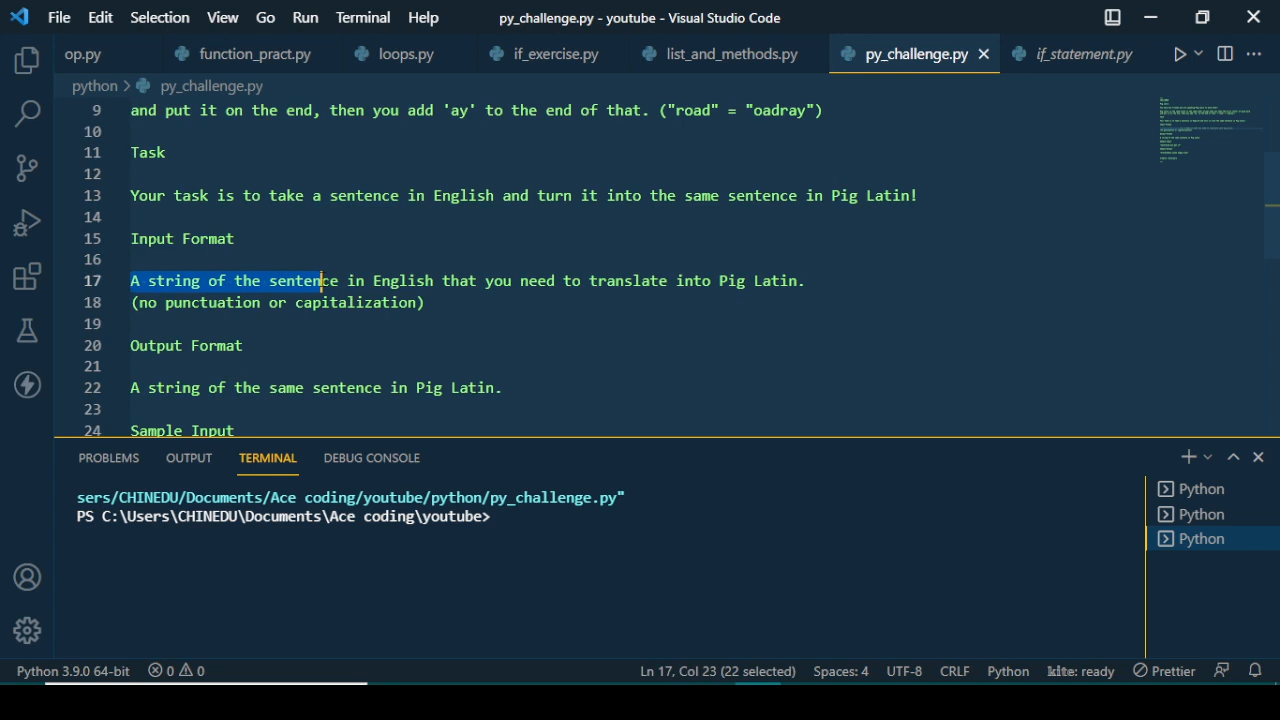 File Edit Selection View Go Run Terminal Help py_challenge.py - youtube - Visual Studio Code
op.py function_pract.py loops.py if_exercise.py list_and_methods.py py_challenge.py if_statement.py
python > py_challenge.py
9 and put it on the end, then you add 'ay' to the end of that. ("road" = "oadray")
10
11 Task
12
13 Your task is to take a sentence in English and turn it into the same sentence in Pig Latin!
14
15 Input Format
16
17 A string of the sentence in English that you need to translate into Pig Latin.
18 (no punctuation or capitalization)
19
20 Output Format
21
22 A string of the same sentence in Pig Latin.
23
24 Sample Input
PROBLEMS OUTPUT TERMINAL DEBUG CONSOLE
sers/CHINEDU/Documents/Ace coding/youtube/python/py_challenge.py"
PS C:\Users\CHINEDU\Documents\Ace coding\youtube>
Python
Python
Python
Python 3.9.0 64-bit 0 0 Ln 17, Col 23 (22 selected) Spaces: 4 UTF-8 CRLF Python kite: ready Prettier